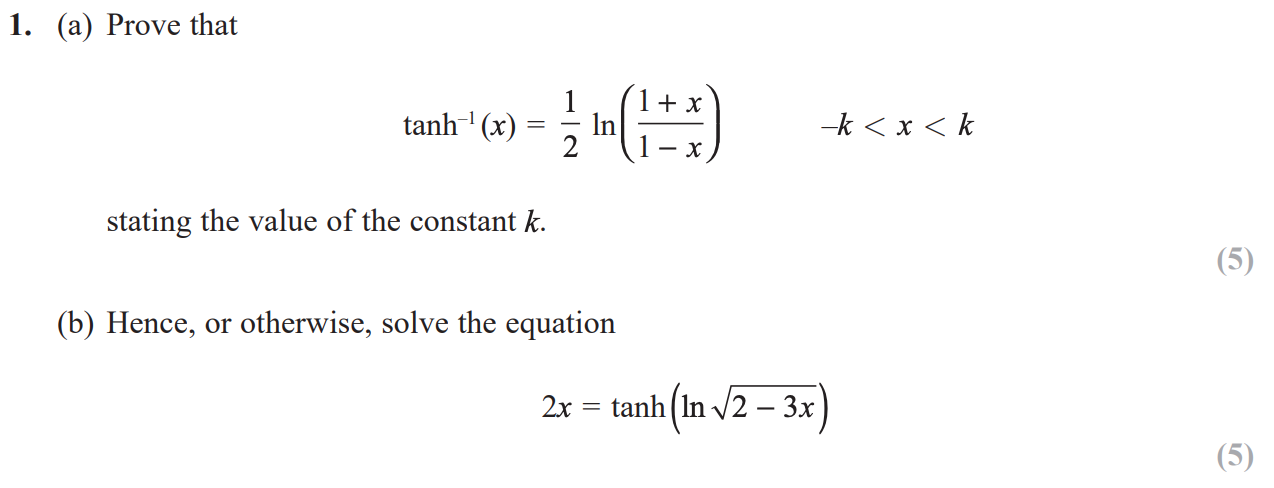 1. (a) Prove that
tanh⁻¹(x) = 1/2 ln((1 + x)/(1 − x))     –k < x < k
stating the value of the constant k.
(5)
(b) Hence, or otherwise, solve the equation
2x = tanh(ln √(2 − 3x))
(5)